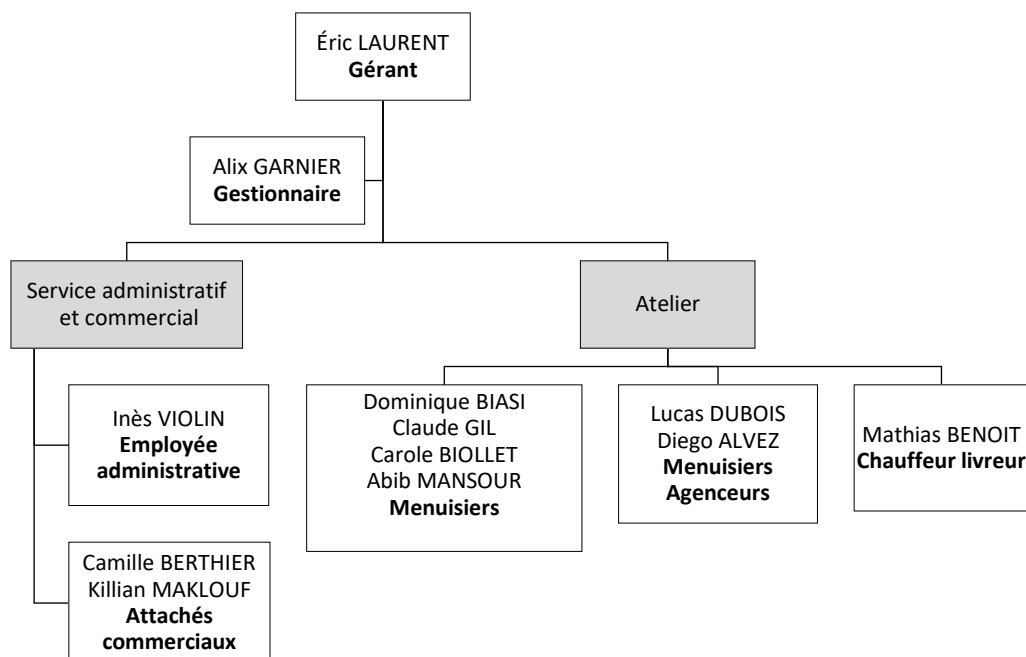 Éric LAURENT
Gérant
Alix GARNIER
Gestionnaire
Service administratif
et commercial
Atelier
Inès VIOLIN
Employée
administrative
Camille BERTHIER
Killian MAKLOUF
Attachés
commerciaux
Dominique BIASI
Claude GIL
Carole BIOLLET
Abib MANSOUR
Menuisiers
Lucas DUBOIS
Diego ALVEZ
Menuisiers
Agenceurs
Mathias BENOIT
Chauffeur livreur